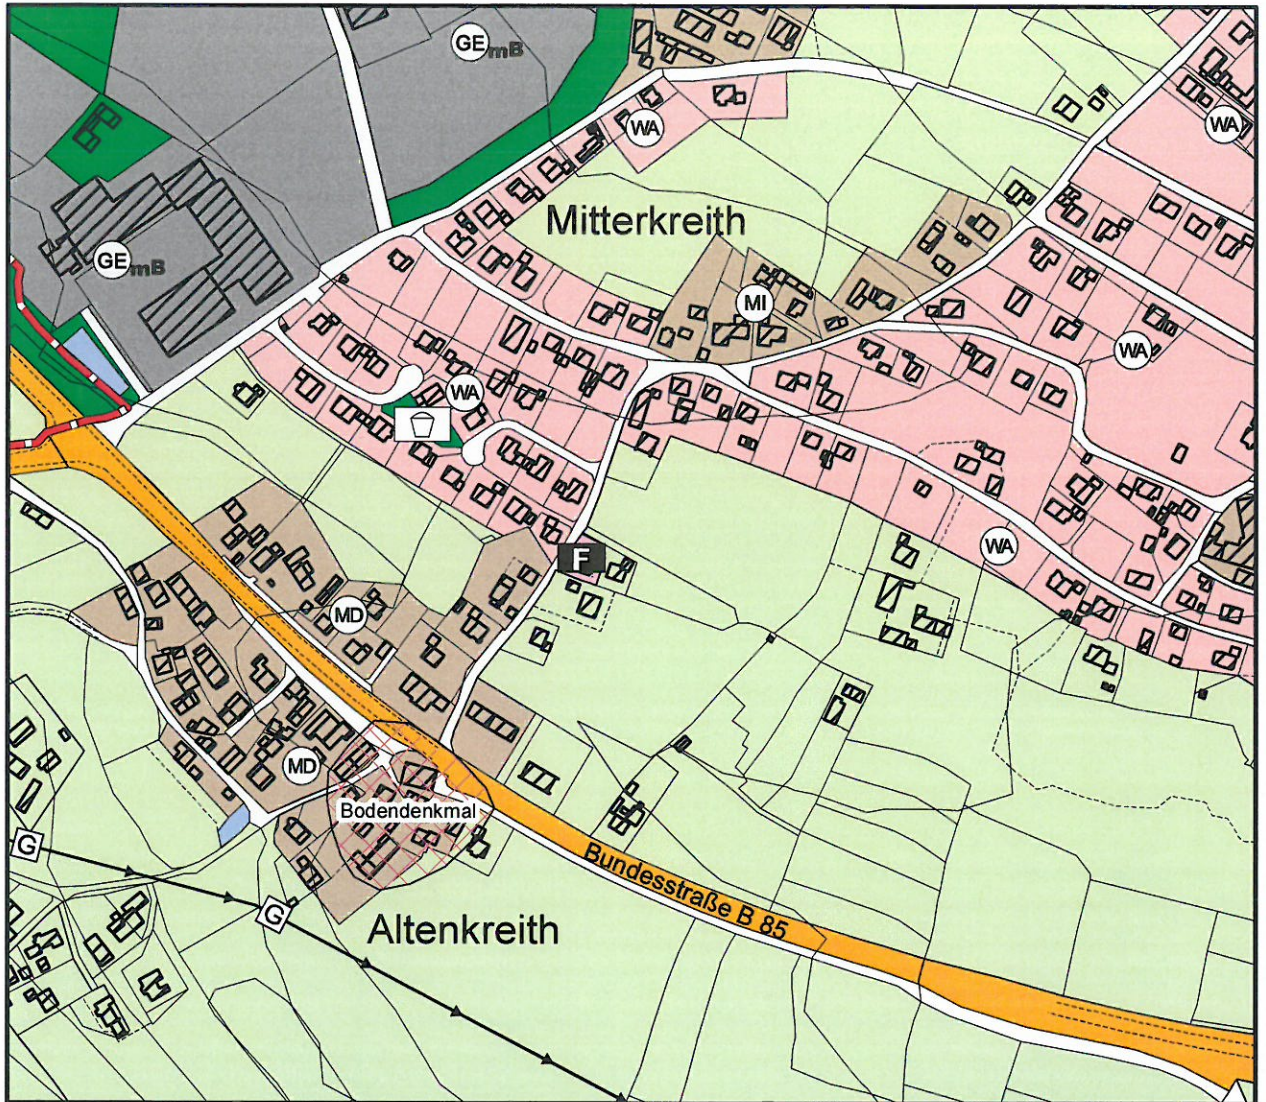 GEmB
WA
WA
Mitterkreith
GEmB
MI
WA
WA
WA
F
MD
MD
Bodendenkmal
G
Bundesstraße B 85
G
Altenkreith